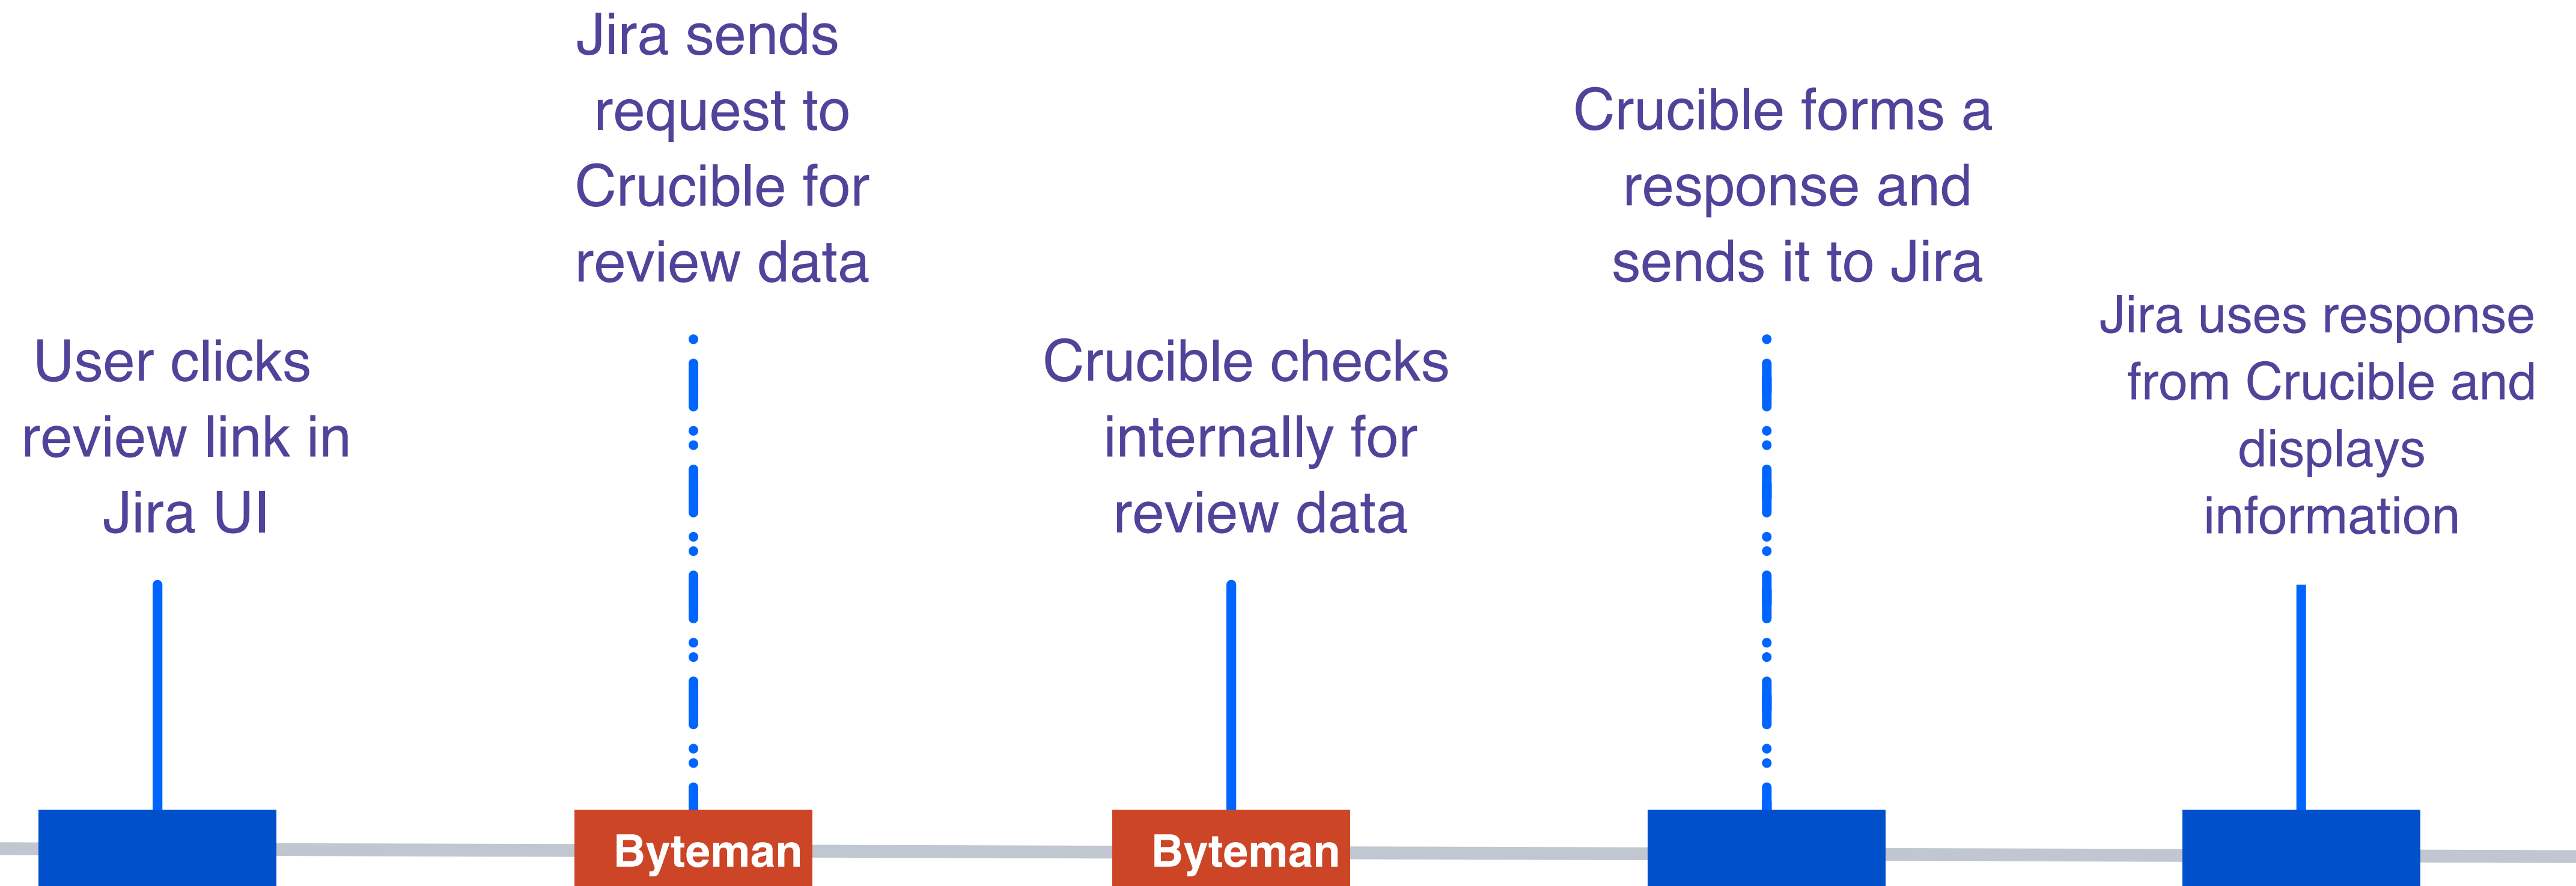 User clicks
review link in
Jira UI
Jira sends
request to
Crucible for
review data
Crucible checks
internally for
review data
Crucible forms a
response and
sends it to Jira
Jira uses response
from Crucible and
displays
information
Byteman
Byteman